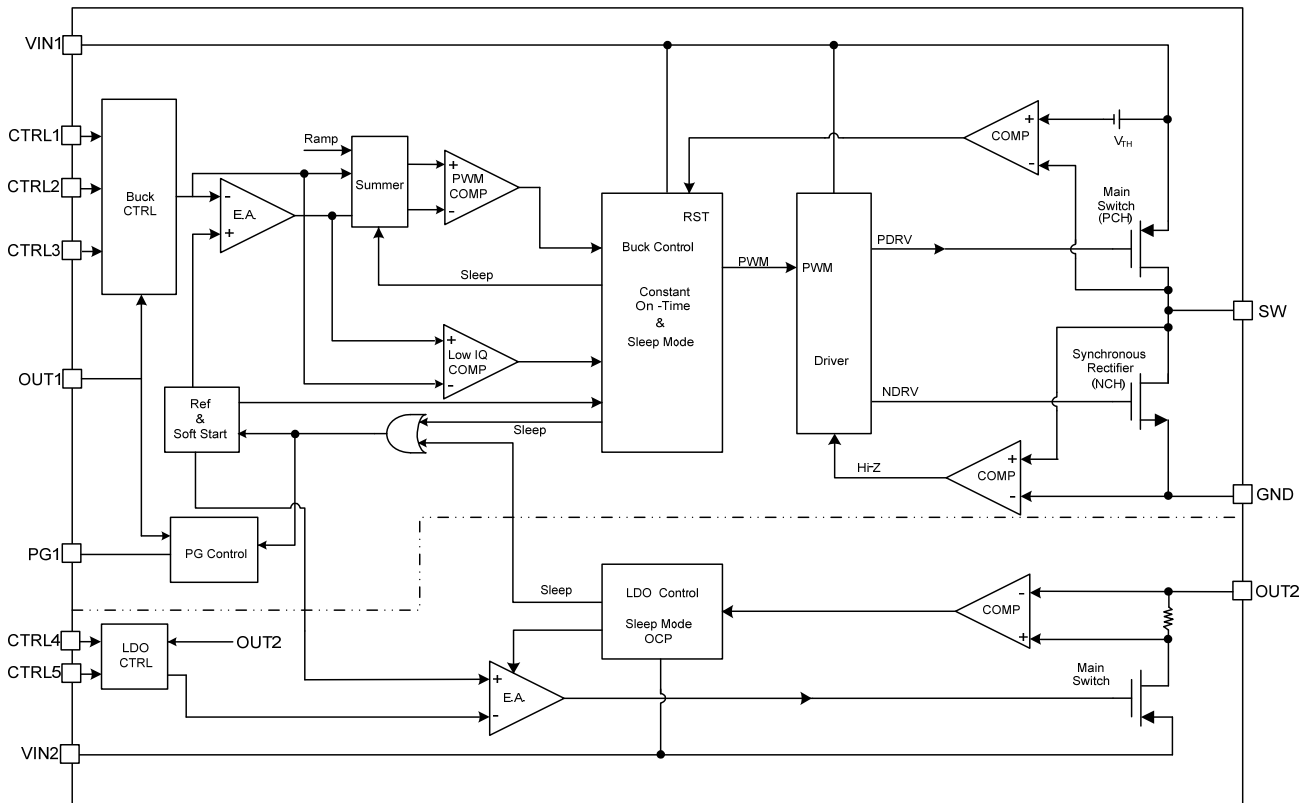 VIN1
CTRL1
CTRL2
CTRL3
Buck
CTRL
Ramp
-
E.A.
+
Summer
+
PWM
COMP
-
RST
Buck Control
Constant
On -Time
&
Sleep Mode
PWM
PWM
Driver
PDRV
NDRV
+
COMP
-
VTH
Main
Switch
(PCH)
SW
Synchronous
Rectifier
(NCH)
Sleep
+
Low IQ
COMP
-
OUT1
Ref
&
Soft Start
Sleep
Hi-Z
+
COMP
-
GND
PG1
PG Control
Sleep
LDO Control
Sleep Mode
OCP
-
COMP
+
OUT2
CTRL4
CTRL5
LDO
CTRL
OUT2
+
E.A.
-
Main
Switch
VIN2